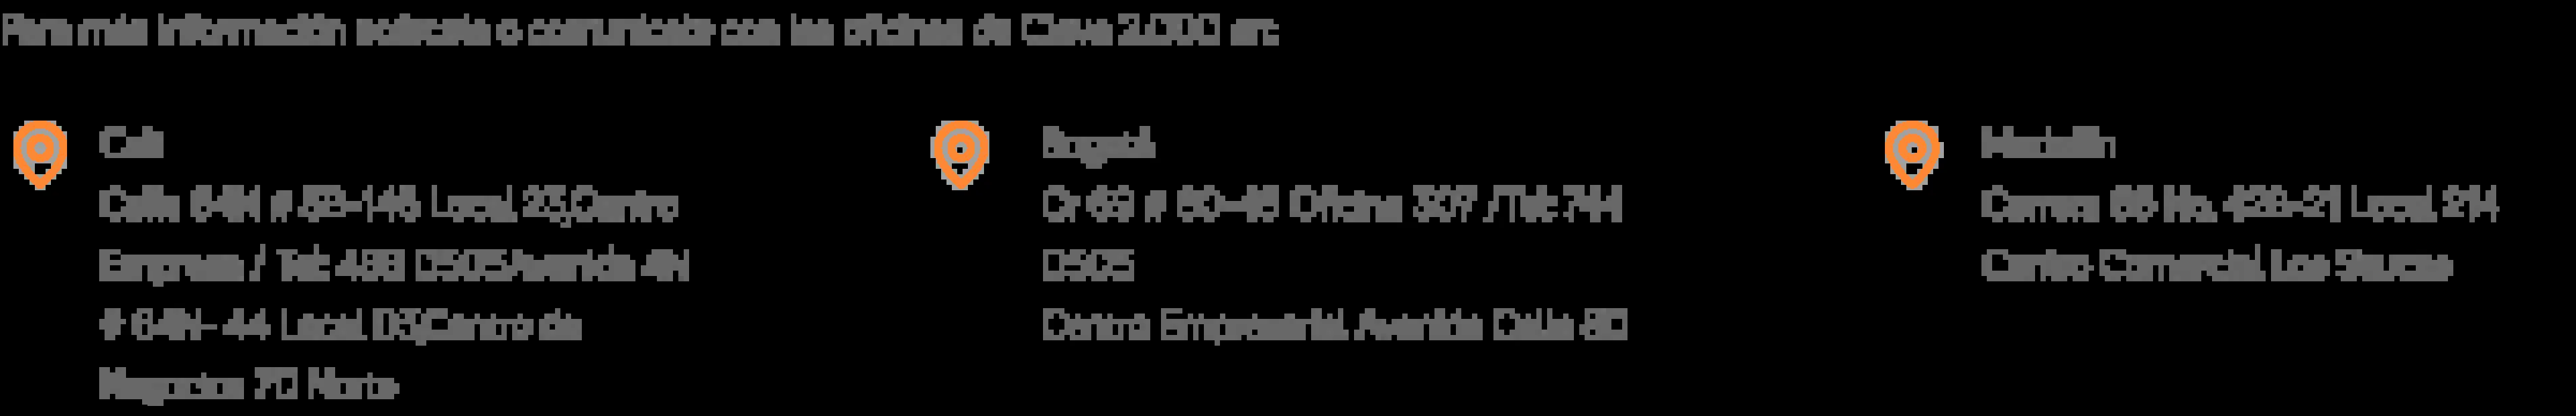 Para más información acércate o comunícate con las oficinas de Clave 2.000 en:
Cali
Calle 64N # 5B-146 Local 23,Centro
Empresa / Tel: 489 0505Avenida 4N
# 64N- 44 Local D3,Centro de
Negocios 70 Norte
Bogotá
Cr 69 # 80-45 Oficina 307 /Tel: 744
0505
Centro Empresarial Avenida Calle 80
Medellín
Carrera 65 No. 42B-21 Local 214
Centro Comercial Los Sauces